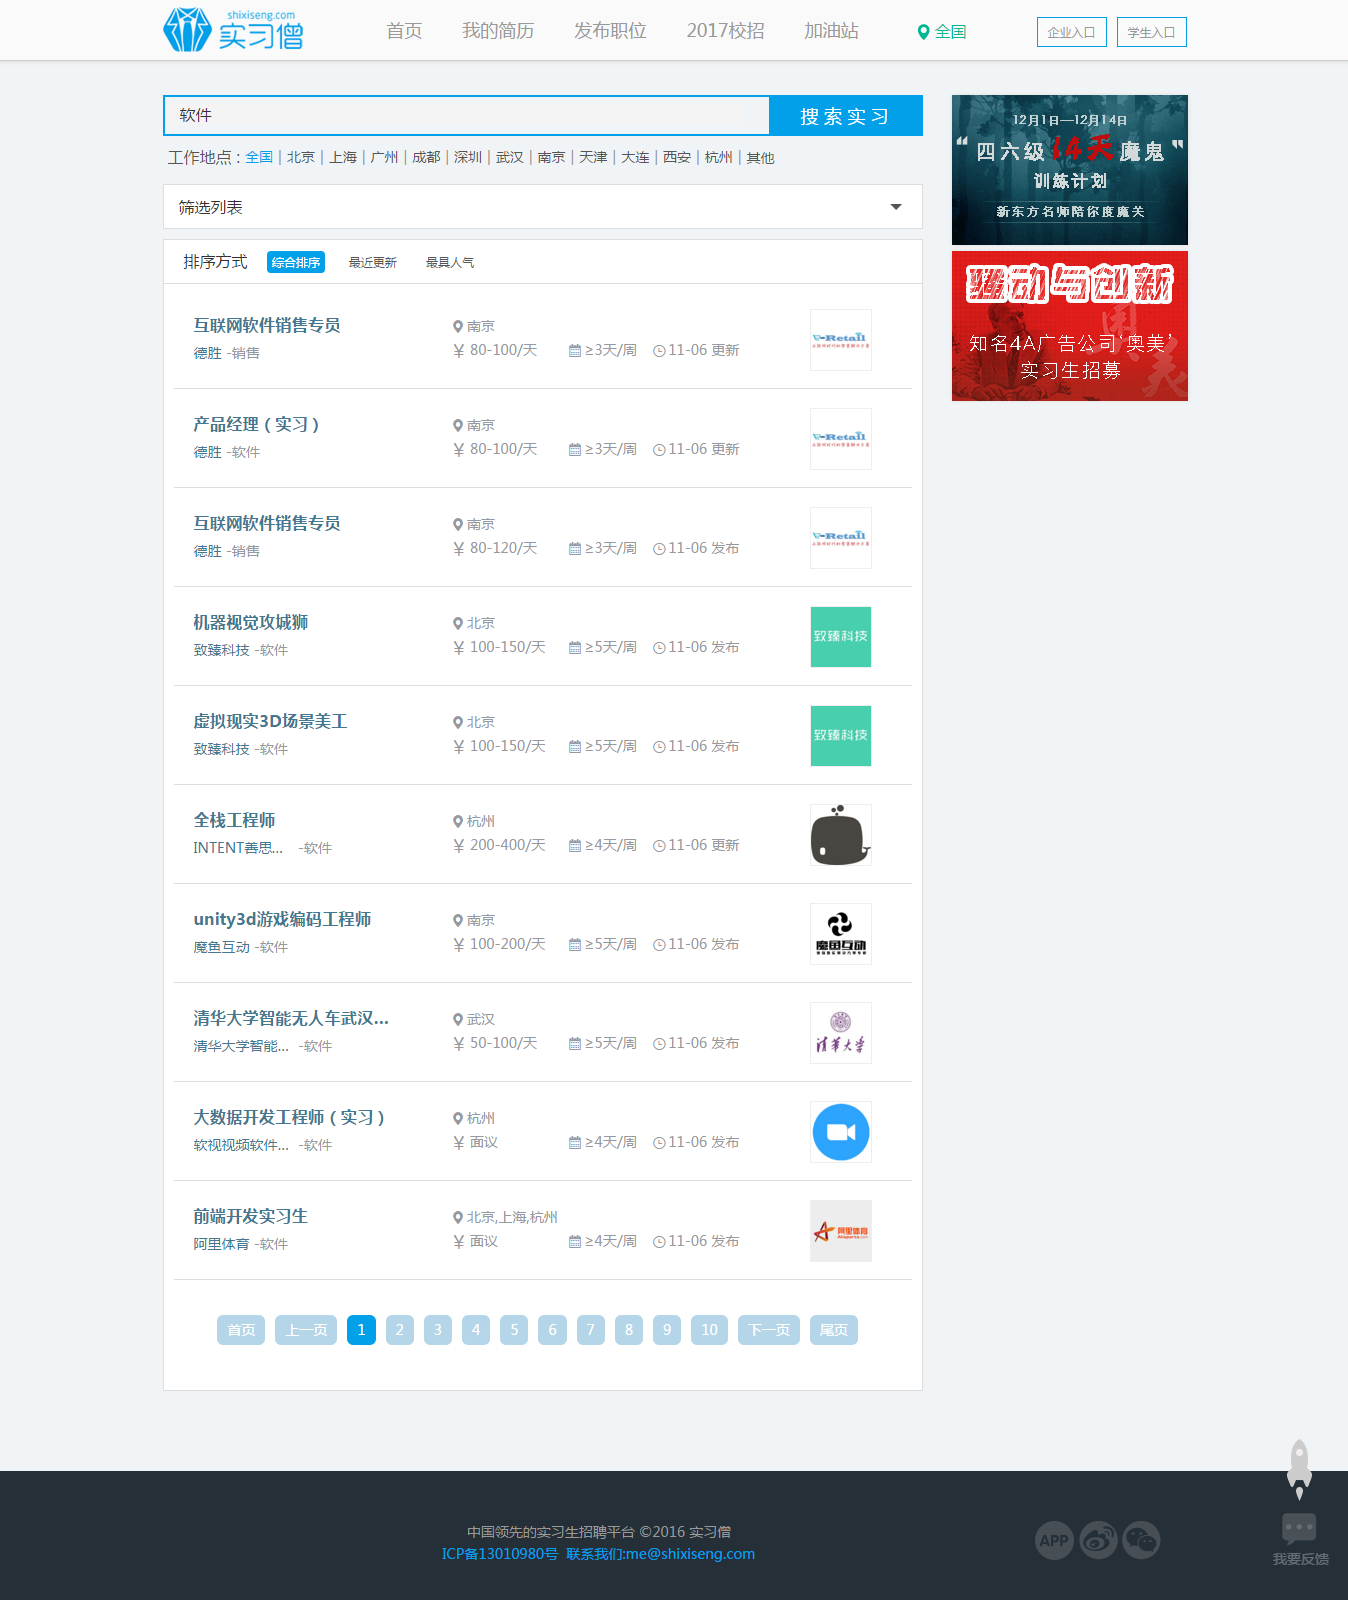 shixiseng.com
实习僧
首页 我的简历 发布职位 2017校招 加油站 全国 企业入口 学生入口
软件 搜索实习
工作地点 : 全国 | 北京 | 上海 | 广州 | 成都 | 深圳 | 武汉 | 南京 | 天津 | 大连 | 西安 | 杭州 | 其他
筛选列表
排序方式 综合排序 最近更新 最具人气
互联网软件销售专员 南京
德胜 -销售 ¥ 80-100/天 ≥3天/周 11-06 更新
e-Retail
产品经理（实习） 南京
德胜 -软件 ¥ 80-100/天 ≥3天/周 11-06 更新
e-Retail
互联网软件销售专员 南京
德胜 -销售 ¥ 80-120/天 ≥3天/周 11-06 发布
e-Retail
机器视觉攻城狮 北京
致臻科技 -软件 ¥ 100-150/天 ≥5天/周 11-06 发布
致臻科技
虚拟现实3D场景美工 北京
致臻科技 -软件 ¥ 100-150/天 ≥5天/周 11-06 发布
致臻科技
全栈工程师 杭州
INTENT善思... -软件 ¥ 200-400/天 ≥4天/周 11-06 更新
unity3d游戏编码工程师 南京
魔鱼互动 -软件 ¥ 100-200/天 ≥5天/周 11-06 发布
魔鱼互动
清华大学智能无人车武汉... 武汉
清华大学智能... -软件 ¥ 50-100/天 ≥5天/周 11-06 发布
清华大学
大数据开发工程师（实习） 杭州
软视视频软件... -软件 ¥ 面议 ≥4天/周 11-06 发布
前端开发实习生 北京,上海,杭州
阿里体育 -软件 ¥ 面议 ≥4天/周 11-06 发布
阿里体育
首页 上一页 1 2 3 4 5 6 7 8 9 10 下一页 尾页
12月1日—12月14日
“四六级14天魔鬼”
训练计划
新东方名师陪你度魔关
驱动与创新
知名4A广告公司‘奥美’
实习生招募
中国领先的实习生招聘平台 ©2016 实习僧
ICP备13010980号 联系我们:me@shixiseng.com
APP
我要反馈